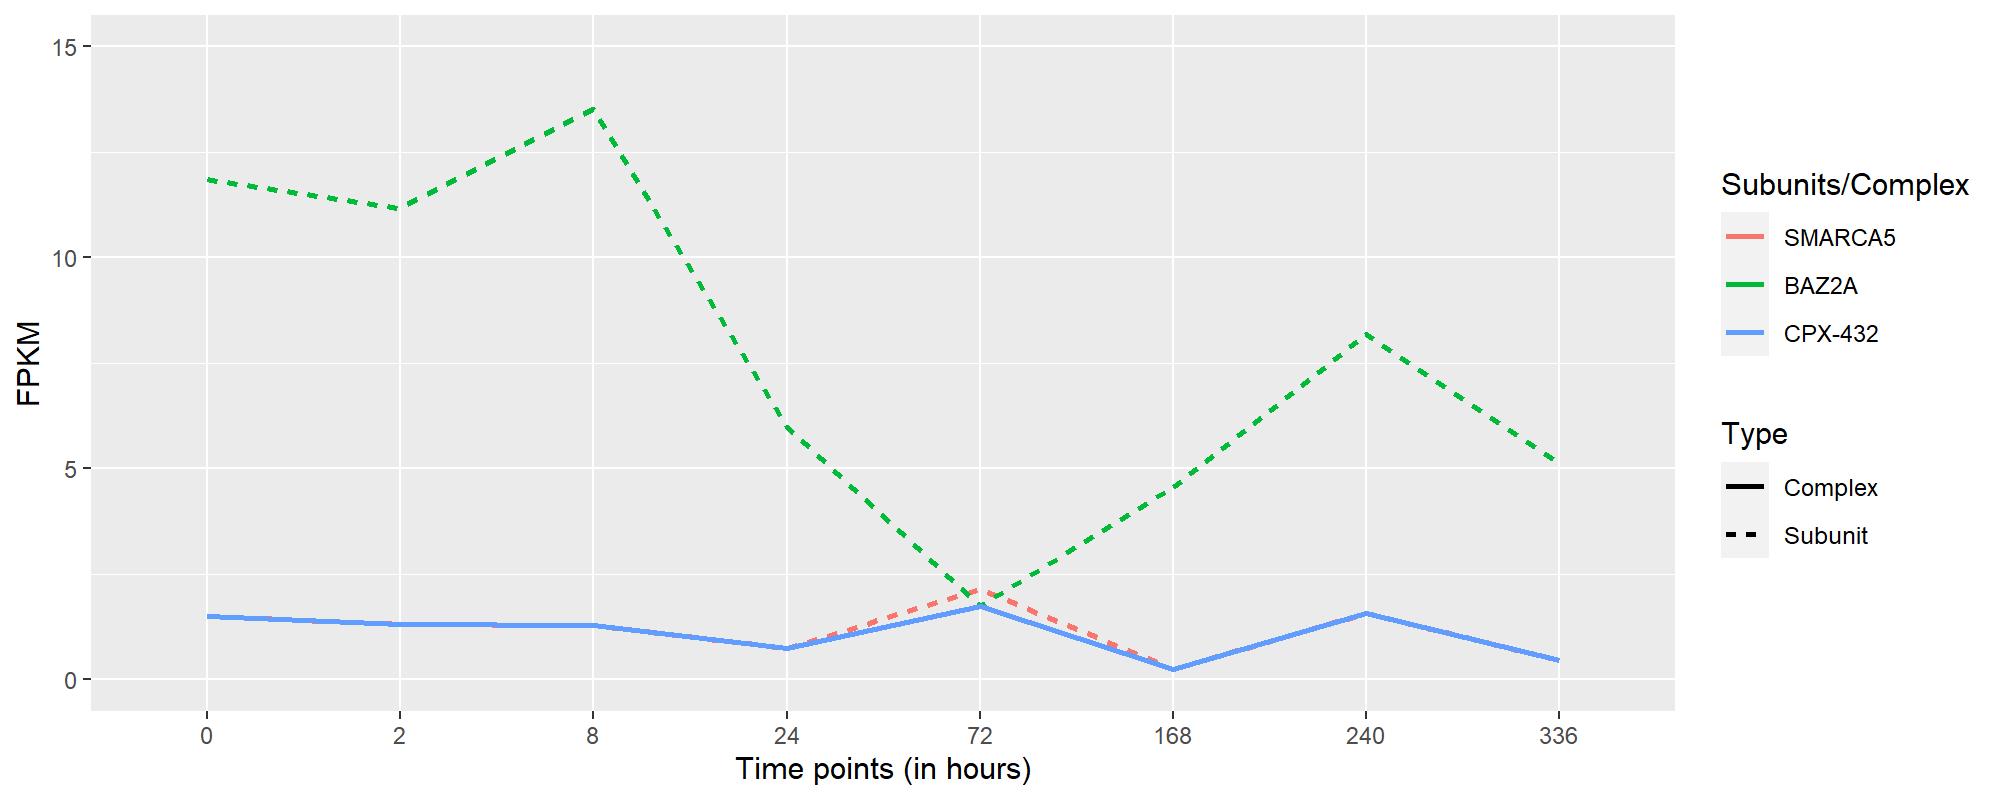 15
10
5
0
FPKM
0 2 8 24 72 168 240 336
Time points (in hours)
Subunits/Complex
SMARCA5
BAZ2A
CPX-432
Type
Complex
Subunit